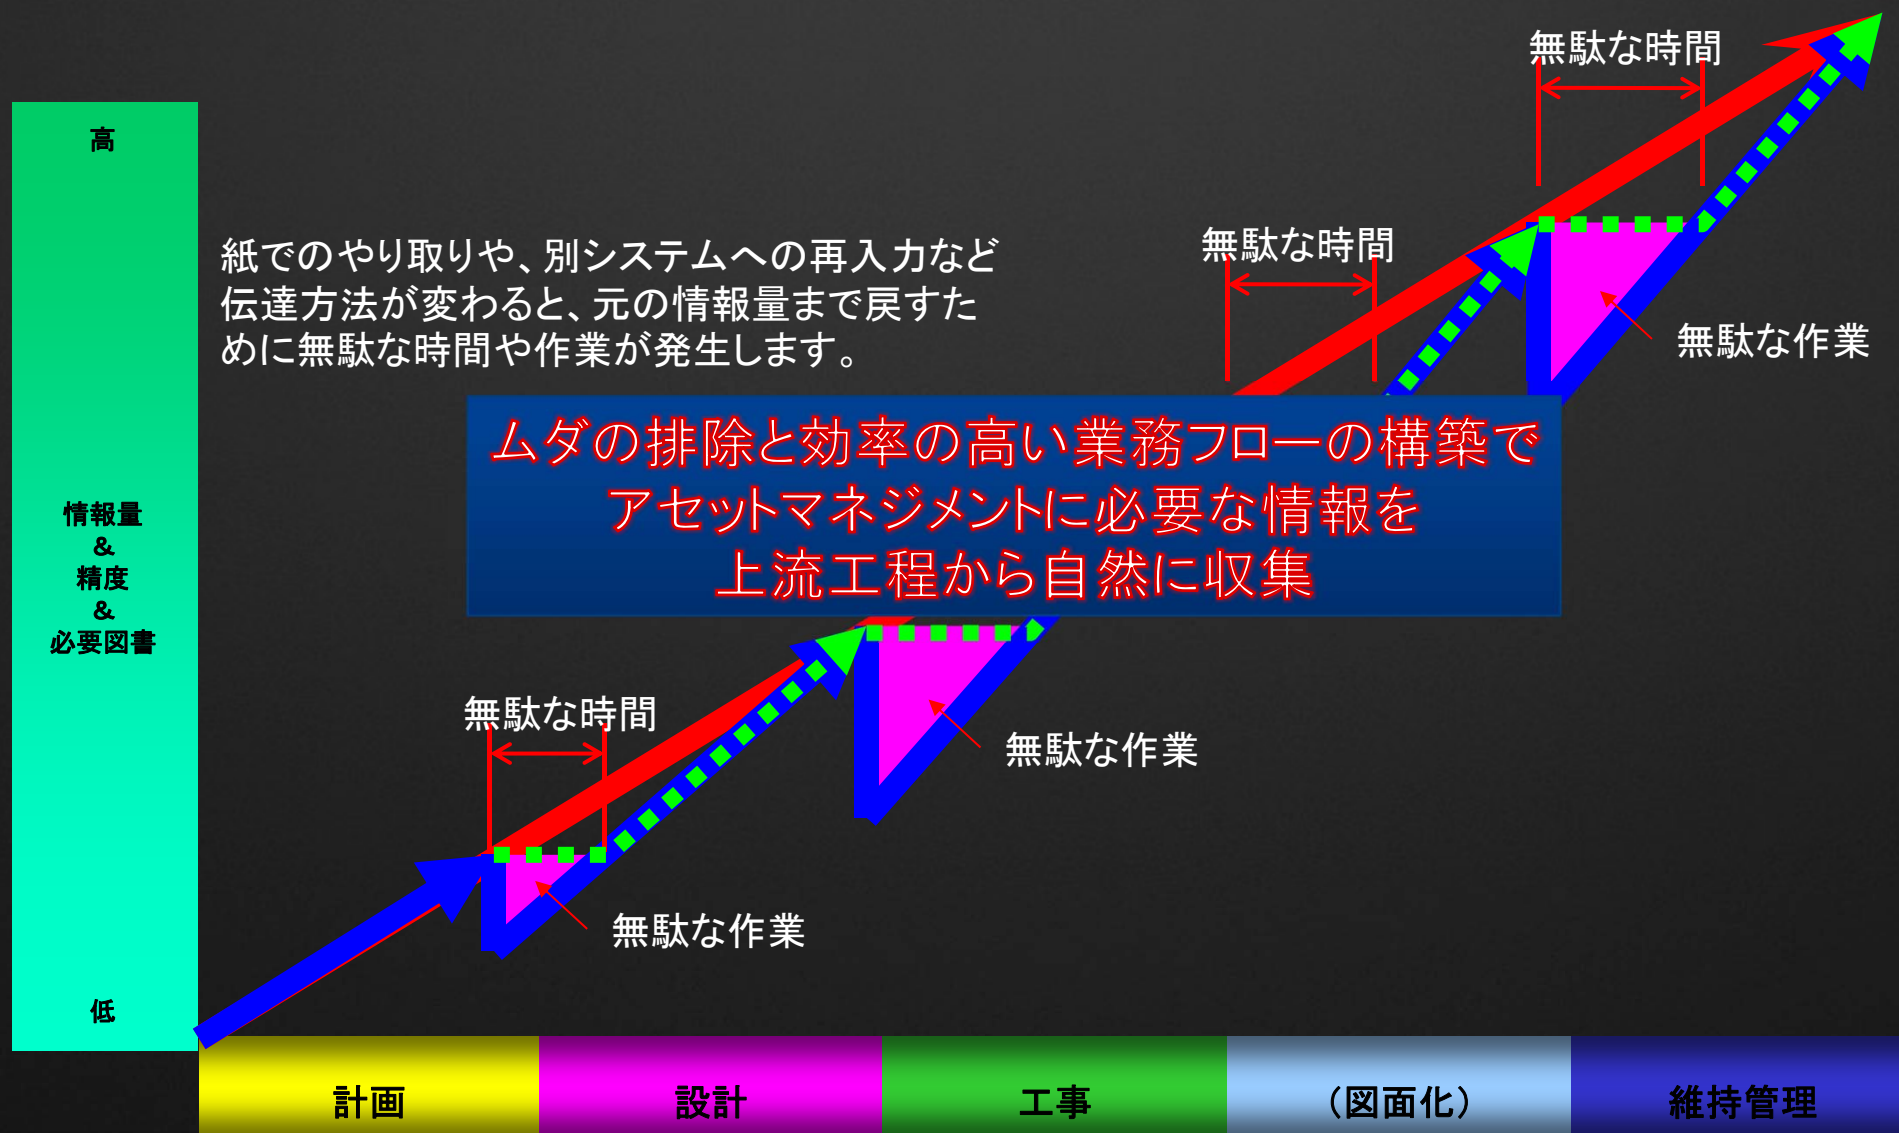 無駄な時間
高
無駄な時間
紙でのやり取りや、別システムへの再入力など
伝達方法が変わると、元の情報量まで戻すた
めに無駄な時間や作業が発生します。
無駄な作業
ムダの排除と効率の高い業務フローの構築で
アセットマネジメントに必要な情報を
上流工程から自然に収集
情報量
&
精度
&
必要図書
無駄な時間
無駄な作業
無駄な作業
低
計画
設計
工事
（図面化）
維持管理